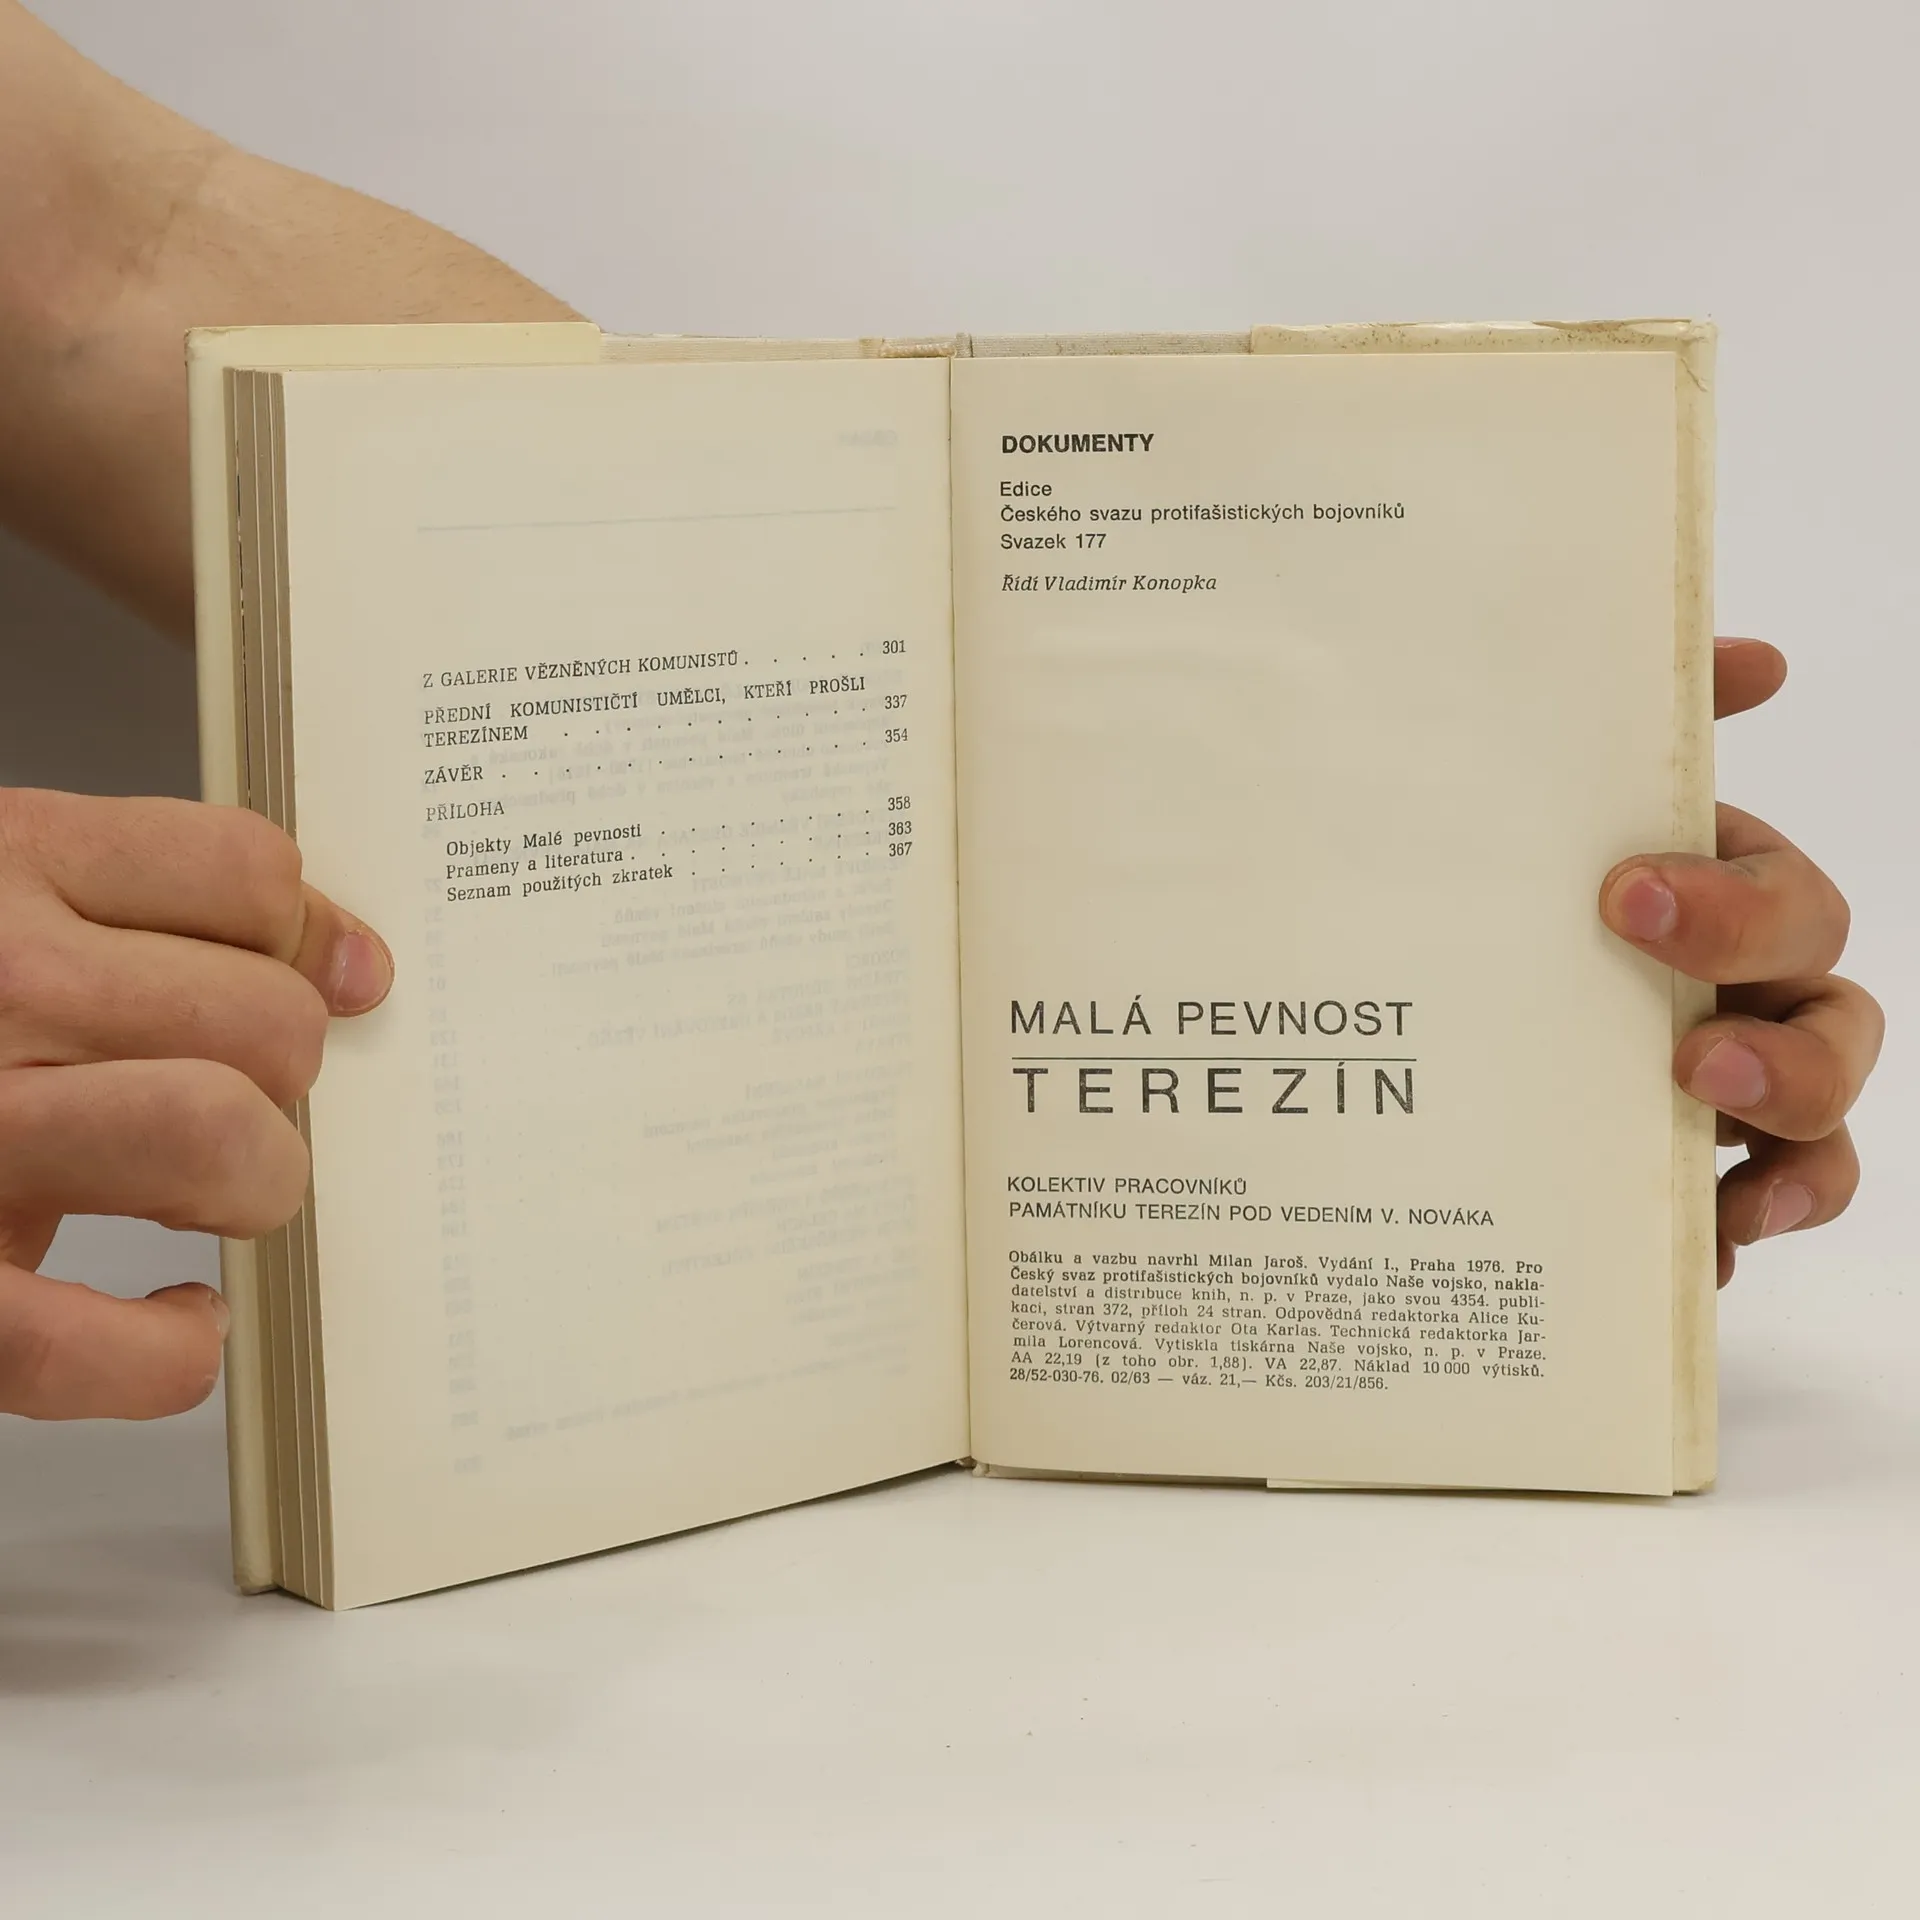 Z GALERIE VĚZNĚNÝCH KOMUNISTŮ . . . . . 301
PŘEDNÍ KOMUNISTIČTÍ UMĚLCI, KTEŘÍ PROŠLI
TEREZÍNEM . . . . . . . . . . 337
ZÁVĚR . . . . . . . . . . . . 354
PŘÍLOHA
Objekty Malé pevnosti . . . . . . . . 358
Prameny a literatura . . . . . . . . . 363
Seznam použitých zkratek . . . . . . . 367
DOKUMENTY
Edice
Českého svazu protifašistických bojovníků
Svazek 177
Řídí Vladimír Konopka
MALÁ PEVNOST
TEREZÍN
KOLEKTIV PRACOVNÍKŮ
PAMÁTNÍKU TEREZÍN POD VEDENÍM V. NOVÁKA
Obálku a vazbu navrhl Milan Jaroš. Vydání I., Praha 1976. Pro
Český svaz protifašistických bojovníků vydalo Naše vojsko, nakla-
datelství a distribuce knih, n. p. v Praze, jako svou 4354. publi-
kaci, stran 372, příloh 24 stran. Odpovědná redaktorka Alice Ku-
čerová. Výtvarný redaktor Ota Karlas. Technická redaktorka Jar-
mila Lorencová. Vytiskla tiskárna Naše vojsko, n. p. v Praze.
AA 22,19 (z toho obr. 1,88). VA 22,87. Náklad 10 000 výtisků.
28/52-030-76. 02/63 — váz. 21,— Kčs. 203/21/856.